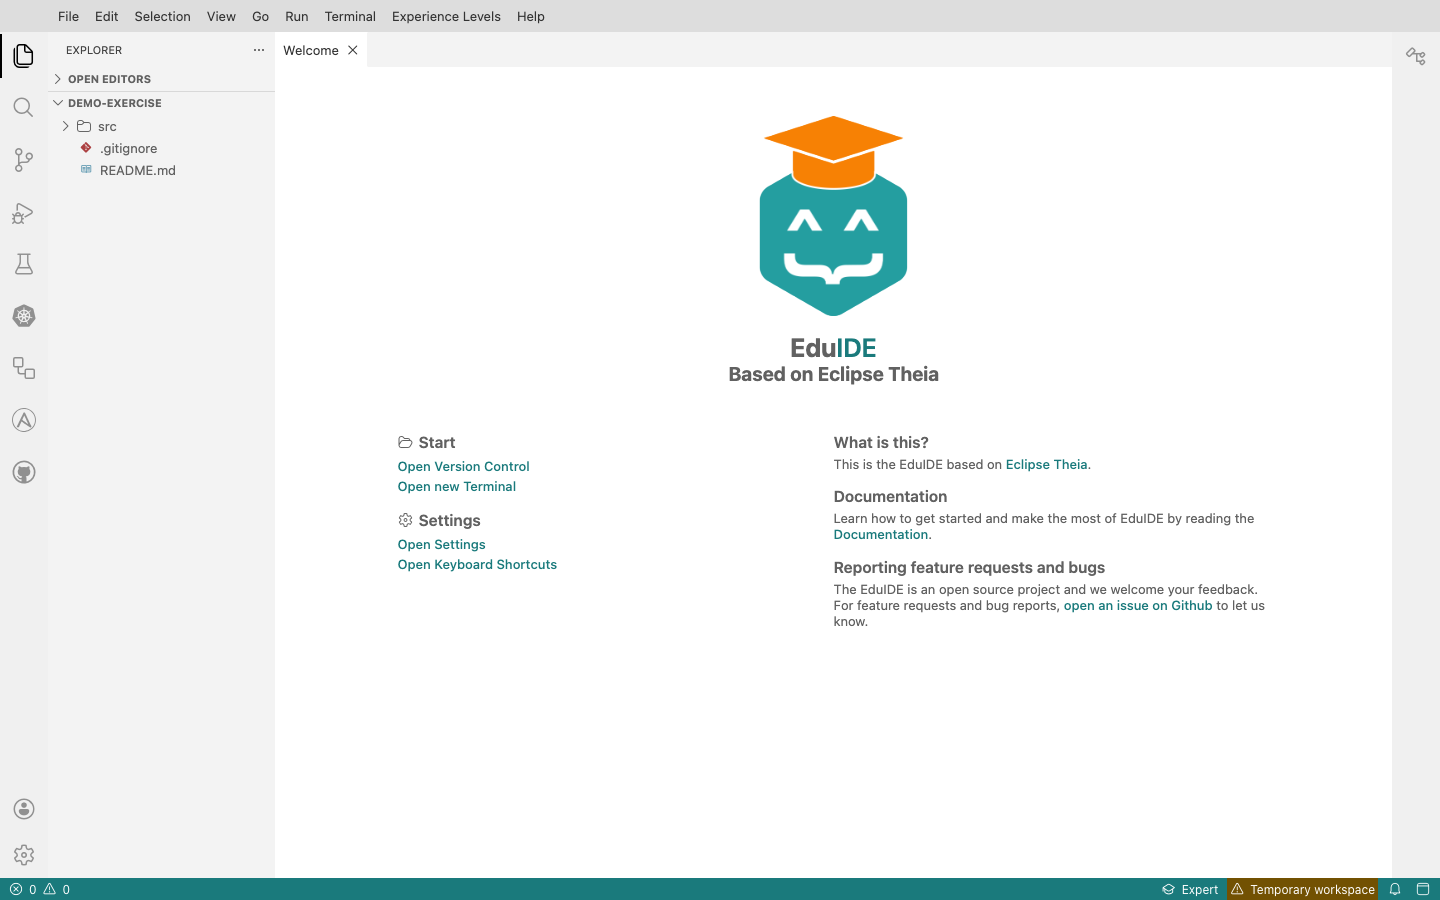 File Edit Selection View Go Run Terminal Experience Levels Help
EXPLORER
Welcome
OPEN EDITORS
DEMO-EXERCISE
src
.gitignore
README.md
EduIDE
Based on Eclipse Theia
Start
Open Version Control
Open new Terminal
Settings
Open Settings
Open Keyboard Shortcuts
What is this?
This is the EduIDE based on Eclipse Theia.
Documentation
Learn how to get started and make the most of EduIDE by reading the
Documentation.
Reporting feature requests and bugs
The EduIDE is an open source project and we welcome your feedback.
For feature requests and bug reports, open an issue on Github to let us
know.
0 0 Expert Temporary workspace